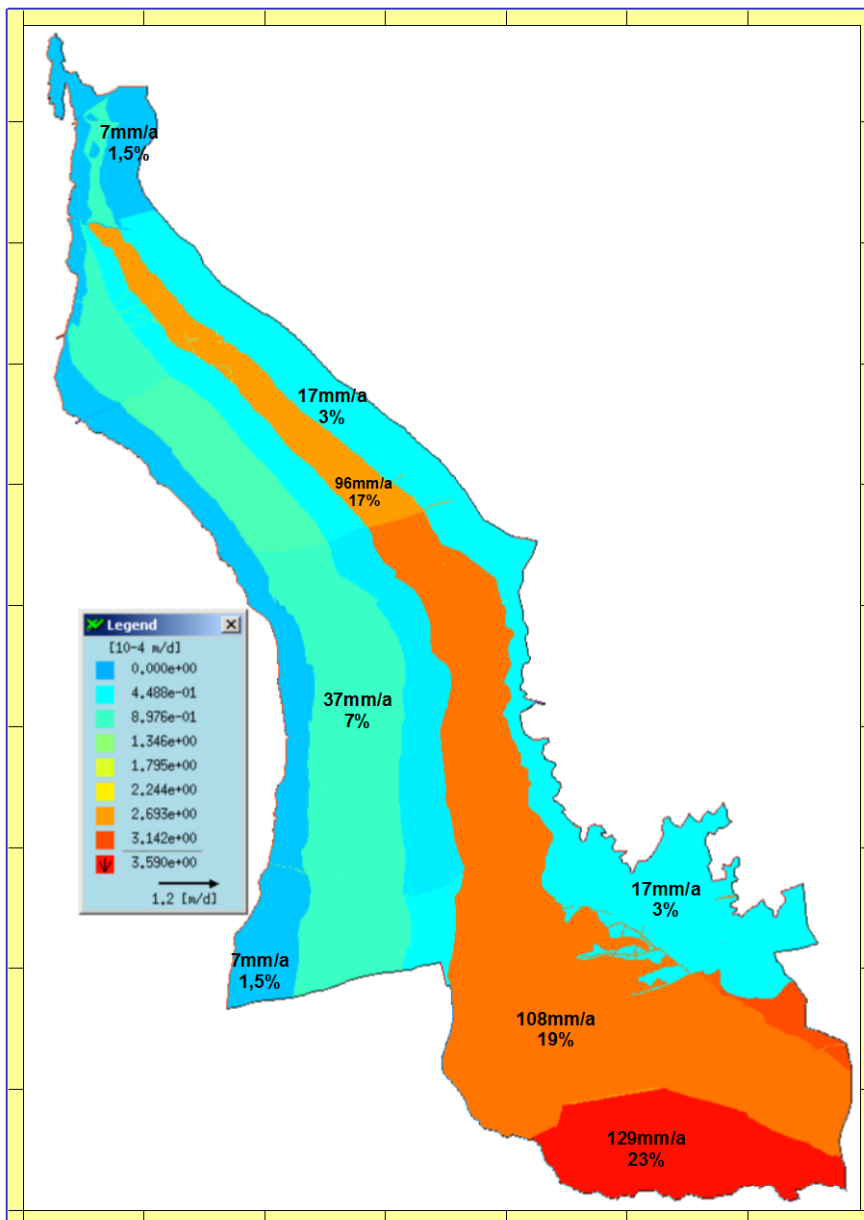 7mm/a
1,5%
17mm/a
3%
96mm/a
17%
Legend
[10-4 m/d]
0.000e+00
4.488e-01
8.976e-01
1.346e+00
1.795e+00
2.244e+00
2.693e+00
3.142e+00
3.590e+00
1.2 [m/d]
37mm/a
7%
17mm/a
3%
7mm/a
1,5%
108mm/a
19%
129mm/a
23%